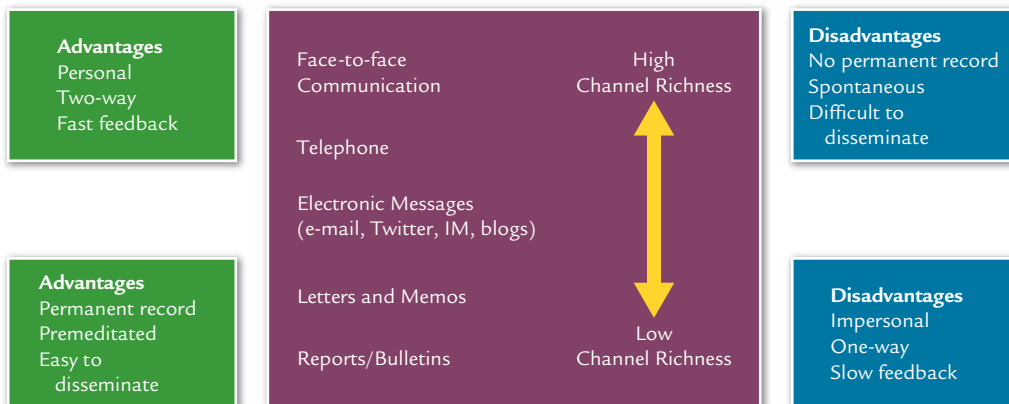 Advantages
Personal
Two-way
Fast feedback
Face-to-face
Communication
High
Channel Richness
Telephone
Electronic Messages
(e-mail, Twitter, IM, blogs)
Letters and Memos
Reports/Bulletins
Low
Channel Richness
Disadvantages
No permanent record
Spontaneous
Difficult to
disseminate
Advantages
Permanent record
Premeditated
Easy to
disseminate
Disadvantages
Impersonal
One-way
Slow feedback